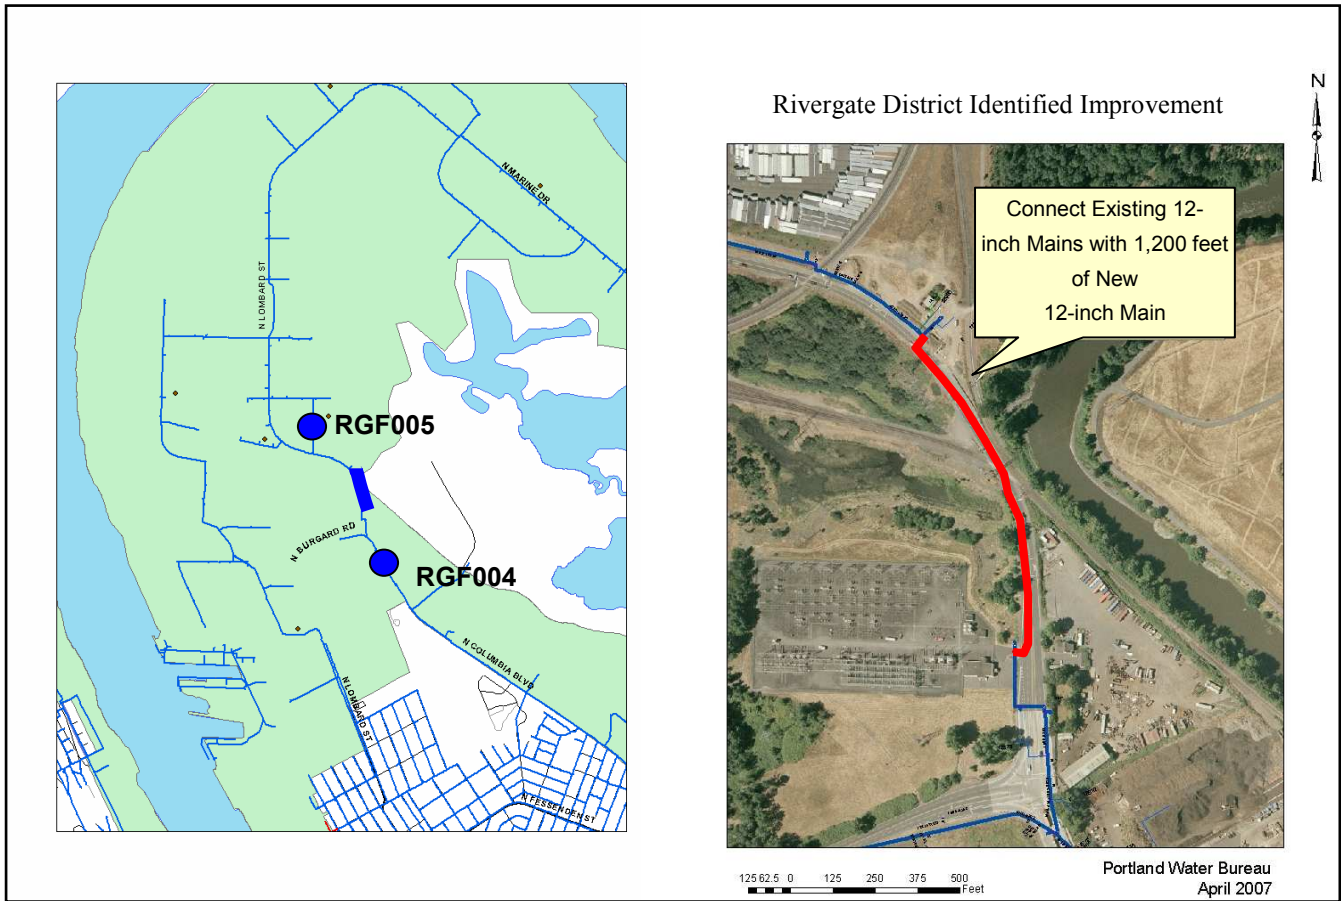 N
Rivergate District Identified Improvement
N MARINE DR
N LOMBARD ST
RGF005
N BURGARD RD
RGF004
N COLUMBIA BLVD
N LOMBARD ST
N FESSENDEN ST
Connect Existing 12-
inch Mains with 1,200 feet
of New
12-inch Main
125 62.5 0 125 250 375 500
Feet
Portland Water Bureau
April 2007